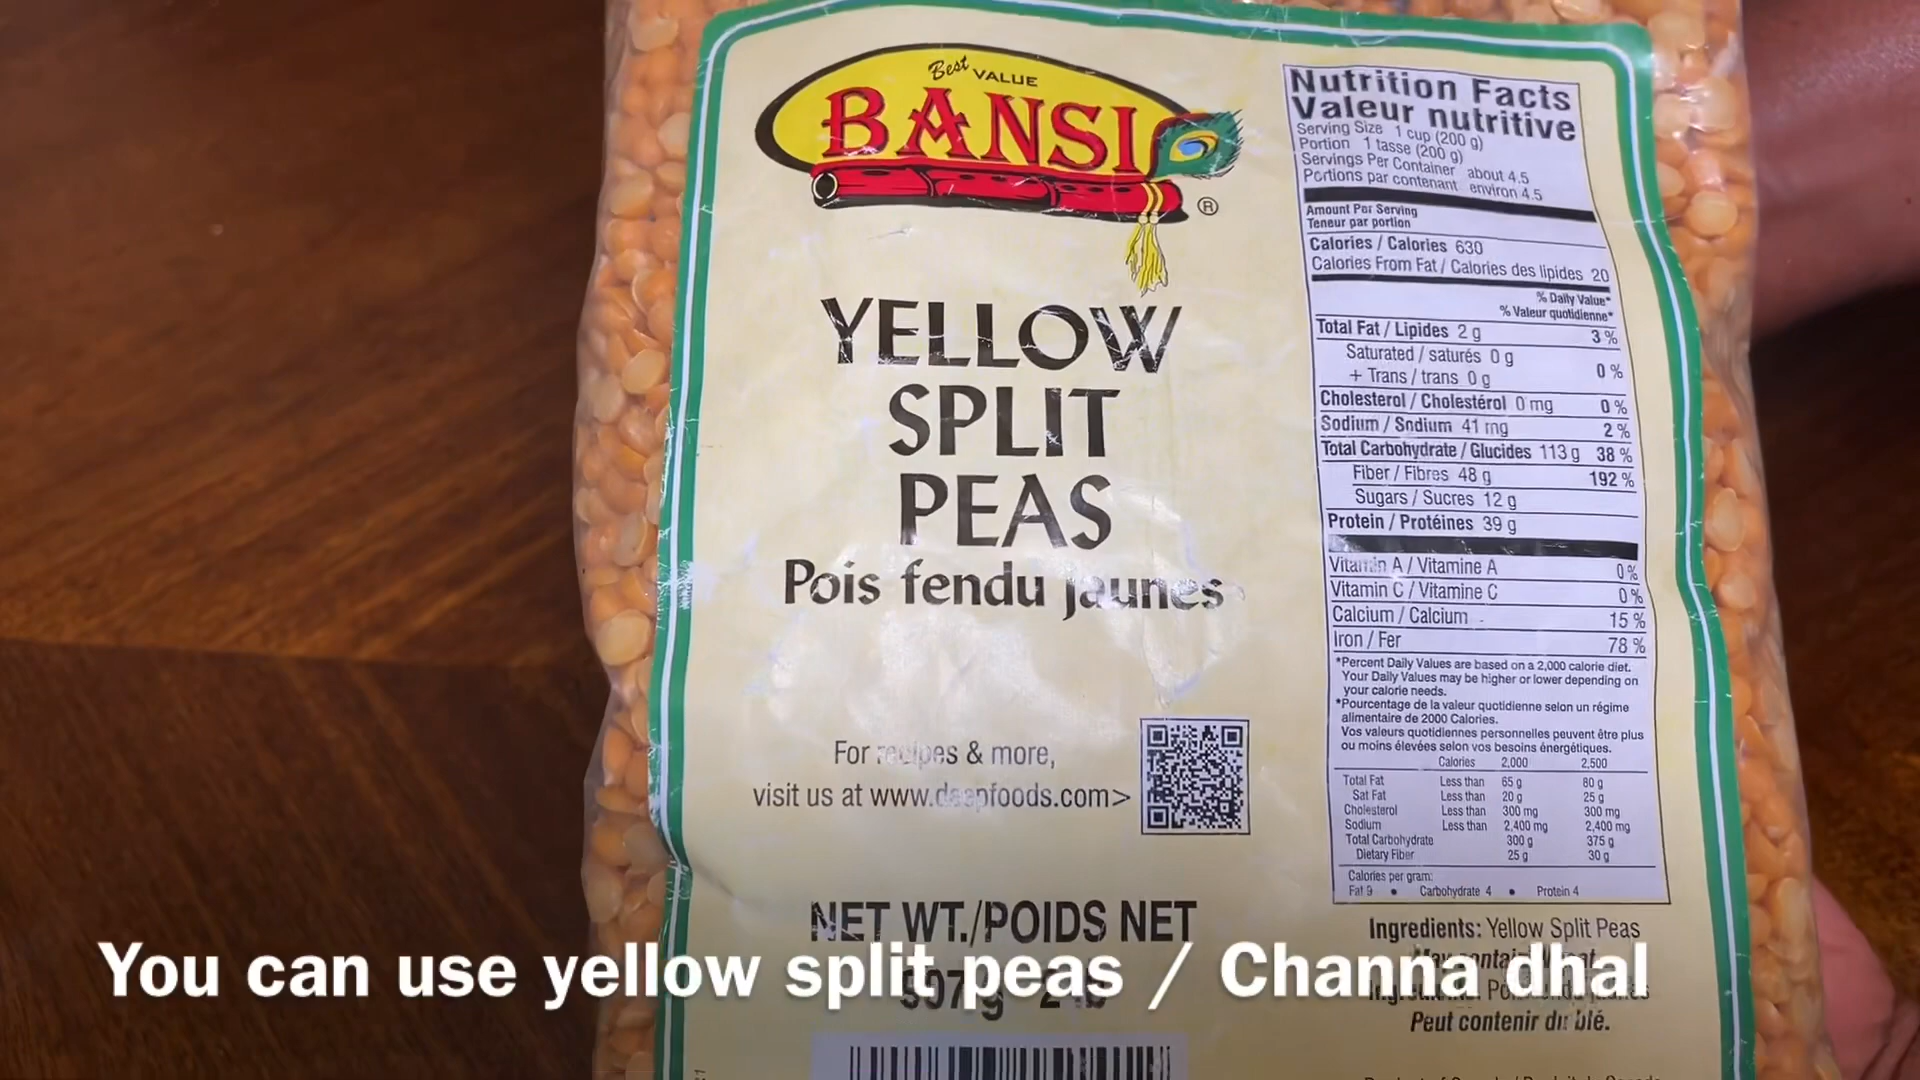 Best VALUE
BANSI
®
YELLOW
SPLIT
PEAS
Pois fendu jaunes
For recipes & more,
visit us at www.deepfoods.com>
NET WT./POIDS NET
907 g 2 lb
Nutrition Facts
Valeur nutritive
Serving Size 1 cup (200 g)
Portion 1 tasse (200 g)
Servings Per Container about 4.5
Portions par contenant environ 4.5
Amount Per Serving
Teneur par portion
Calories / Calories 630
Calories From Fat / Calories des lipides 20
% Daily Value*
% Valeur quotidienne*
Total Fat / Lipides 2 g 3 %
Saturated / saturés 0 g
+ Trans / trans 0 g 0 %
Cholesterol / Cholestérol 0 mg 0 %
Sodium / Sodium 41 mg 2 %
Total Carbohydrate / Glucides 113 g 38 %
Fiber / Fibres 48 g 192 %
Sugars / Sucres 12 g
Protein / Protéines 39 g
Vitamin A / Vitamine A 0 %
Vitamin C / Vitamine C 0 %
Calcium / Calcium 15 %
Iron / Fer 78 %
*Percent Daily Values are based on a 2,000 calorie diet.
Your Daily Values may be higher or lower depending on
your calorie needs.
*Pourcentage de la valeur quotidienne selon un régime
alimentaire de 2000 Calories.
Vos valeurs quotidiennes personnelles peuvent être plus
ou moins élevées selon vos besoins énergétiques.
Calories 2,000 2,500
Total Fat Less than 65 g 80 g
Sat Fat Less than 20 g 25 g
Cholesterol Less than 300 mg 300 mg
Sodium Less than 2,400 mg 2,400 mg
Total Carbohydrate 300 g 375 g
Dietary Fiber 25 g 30 g
Calories per gram:
Fat 9 • Carbohydrate 4 • Protein 4
Ingredients: Yellow Split Peas
May contain
Peut contenir du blé.
You can use yellow split peas / Channa dhal